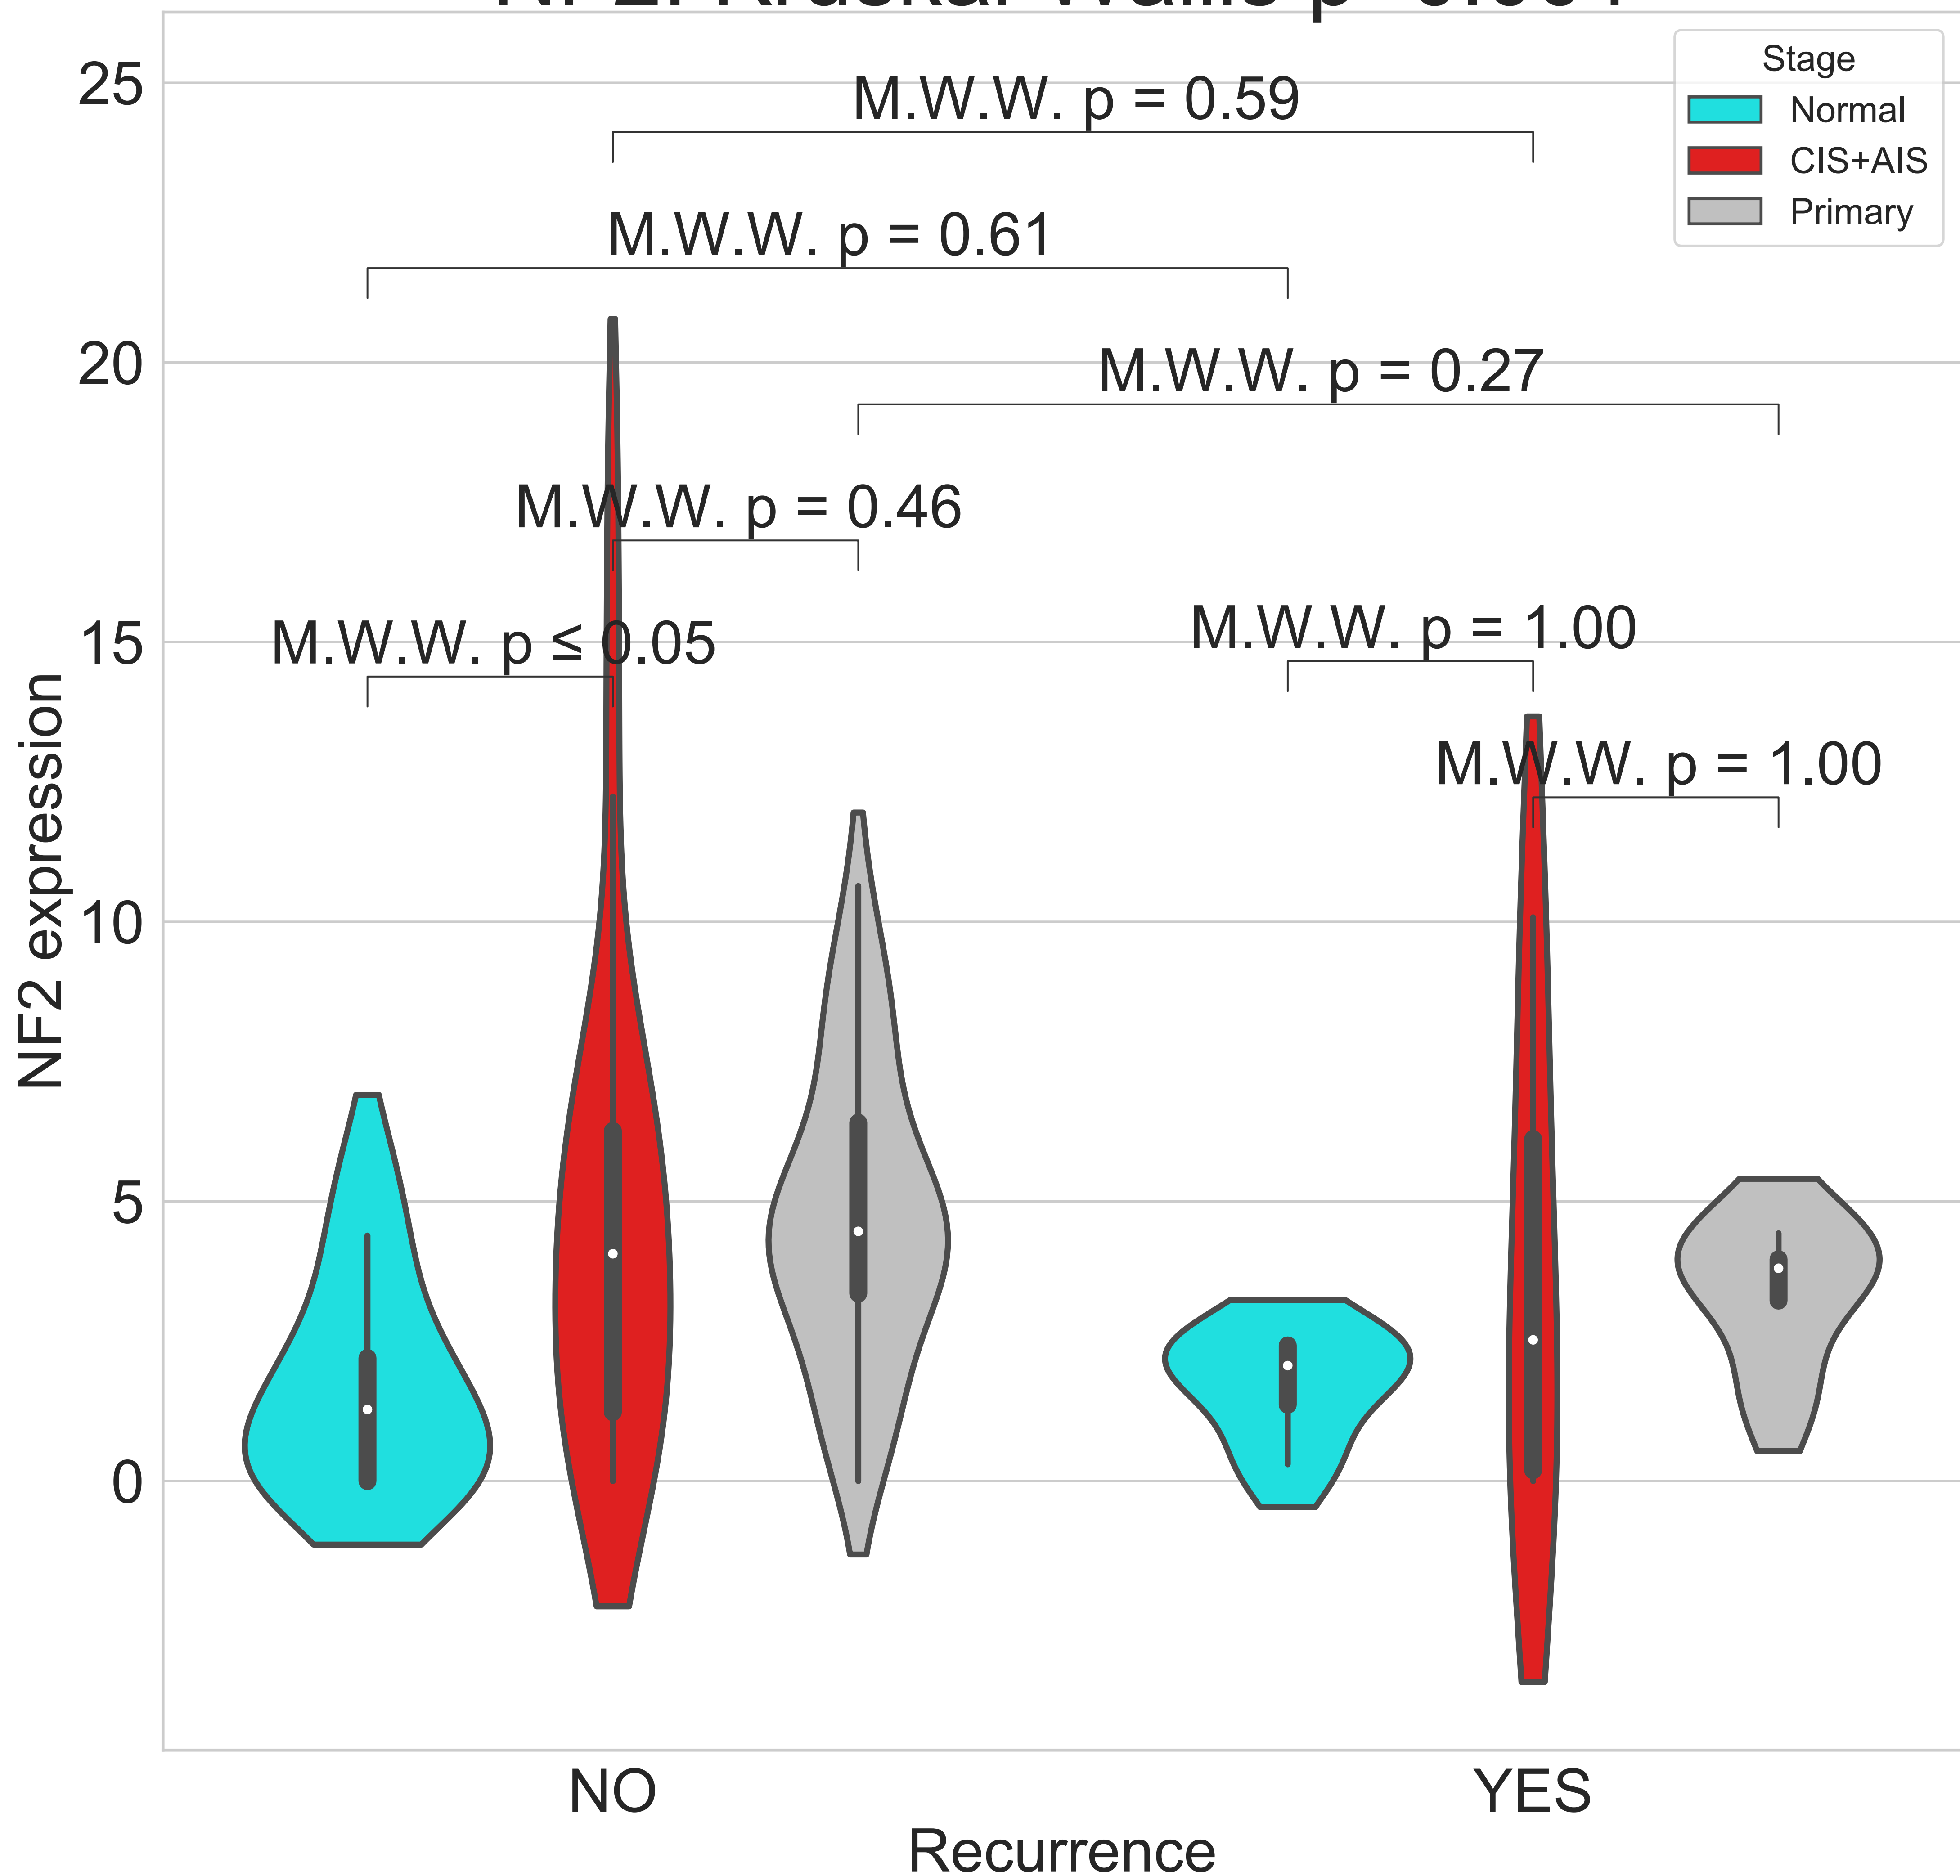 Stage
Normal
CIS+AIS
Primary
M.W.W. p = 0.59
M.W.W. p = 0.61
M.W.W. p = 0.27
M.W.W. p = 0.46
M.W.W. p ≤ 0.05
M.W.W. p = 1.00
M.W.W. p = 1.00
25
20
15
10
5
0
NF2 expression
NO
YES
Recurrence